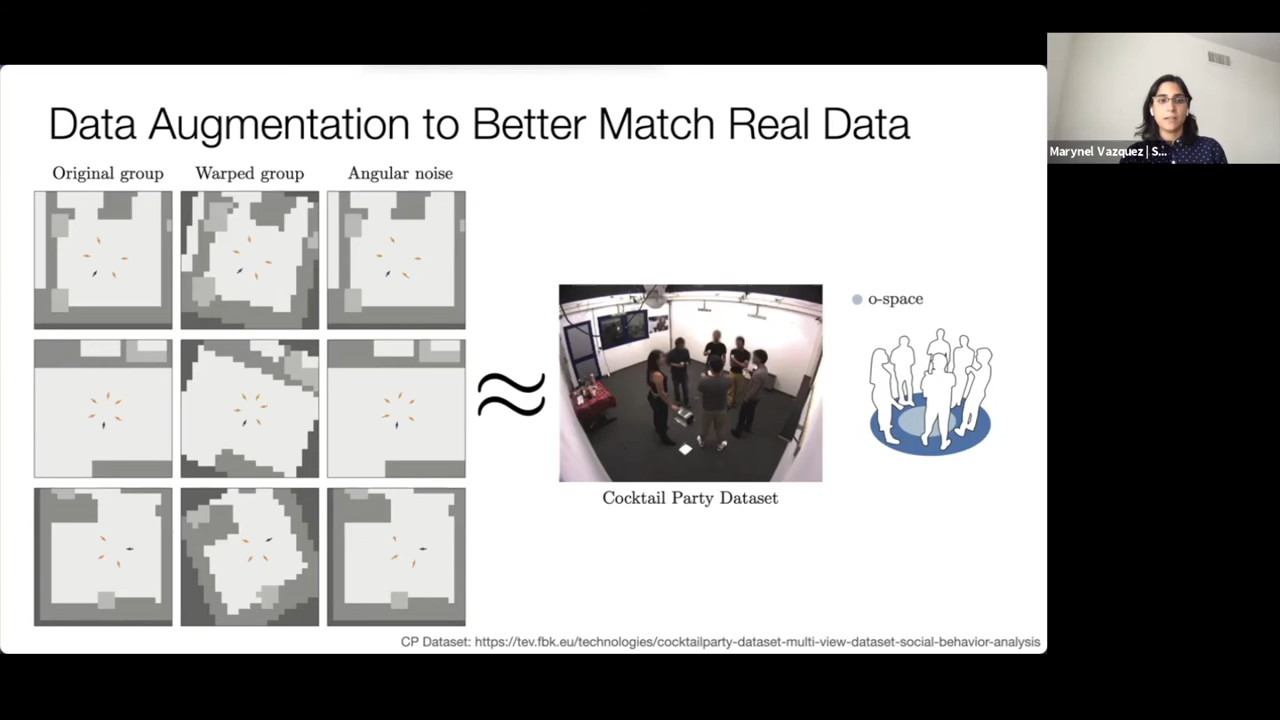 Data Augmentation to Better Match Real Data
Original group
Warped group
Angular noise
≈
Cocktail Party Dataset
o-space
CP Dataset: https://tev.fbk.eu/technologies/cocktailparty-dataset-multi-view-dataset-social-behavior-analysis
Marynel Vazquez | S...